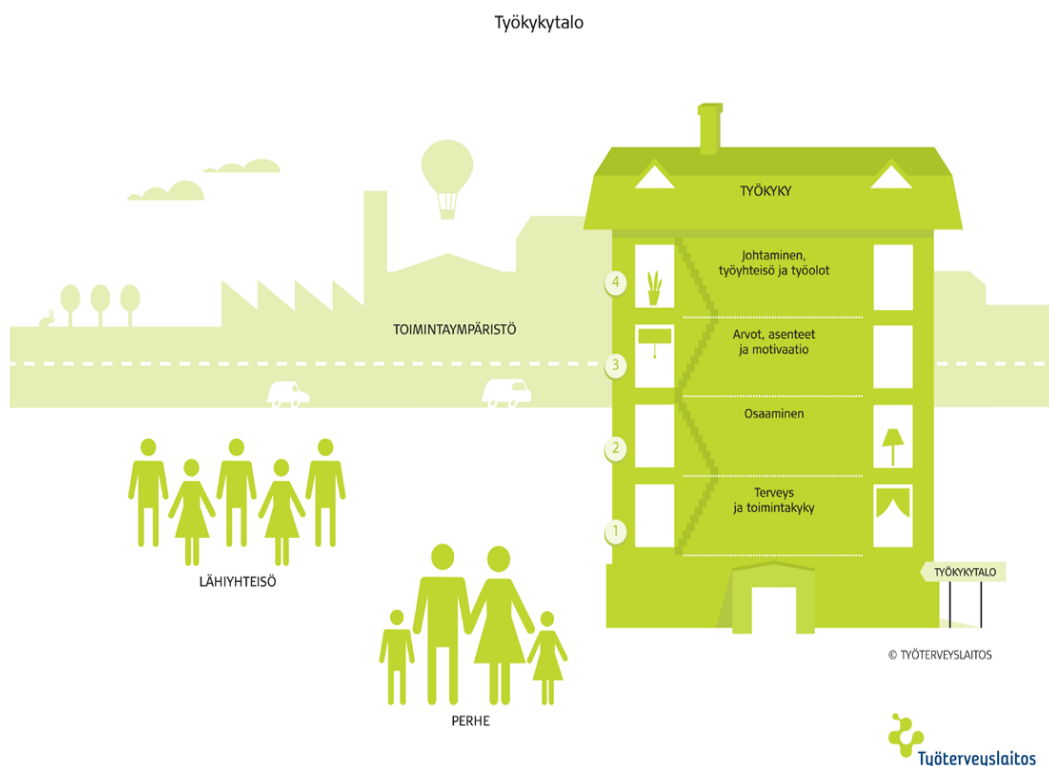 Työkykytalo
TYÖKYKY
4
Johtaminen,
työyhteisö ja työolot
TOIMINTAYMPÄRISTÖ
3
Arvot, asenteet
ja motivaatio
2
Osaaminen
1
Terveys
ja toimintakyky
LÄHIYHTEISÖ
TYÖKYKYTALO
© TYÖTERVEYSLAITOS
PERHE
Työterveyslaitos